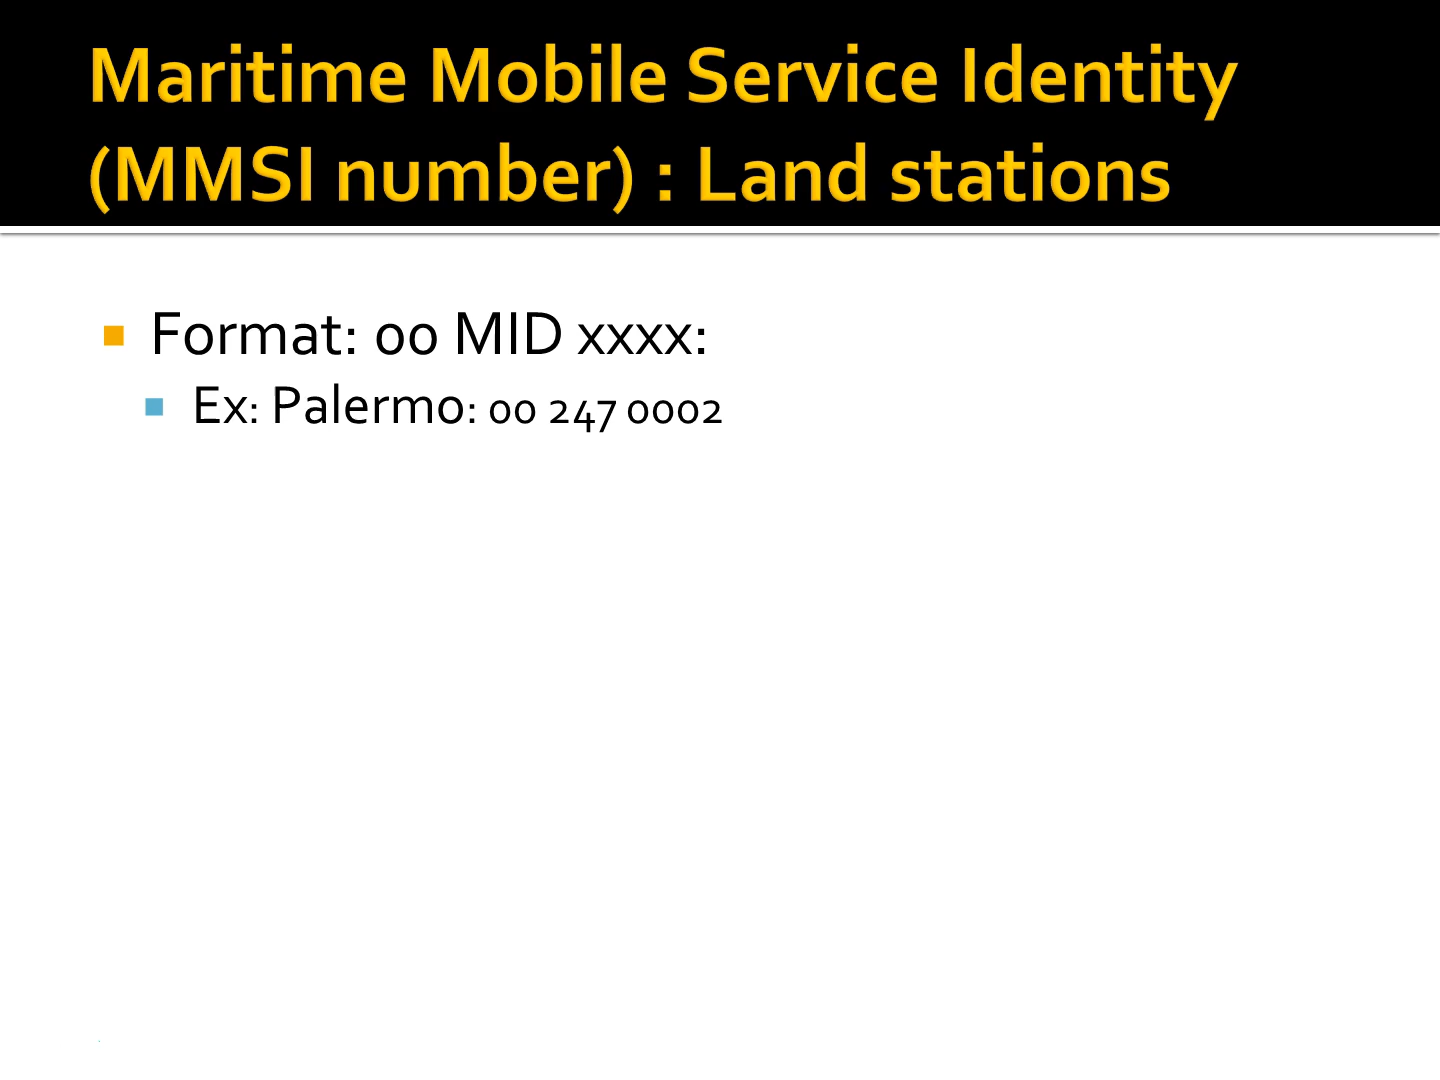 Maritime Mobile Service Identity
(MMSI number) : Land stations
Format: 00 MID xxxx:
Ex: Palermo: 00 247 0002